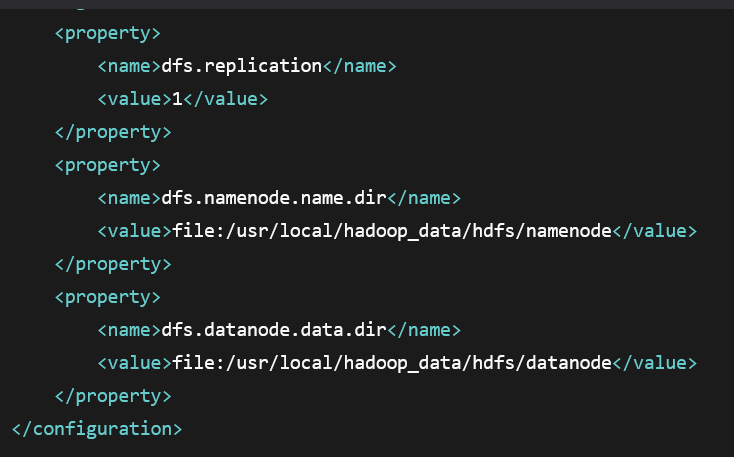 <property>
<name>dfs.replication</name>
<value>1</value>
</property>
<property>
<name>dfs.namenode.name.dir</name>
<value>file:/usr/local/hadoop_data/hdfs/namenode</value>
</property>
<property>
<name>dfs.datanode.data.dir</name>
<value>file:/usr/local/hadoop_data/hdfs/datanode</value>
</property>
</configuration>